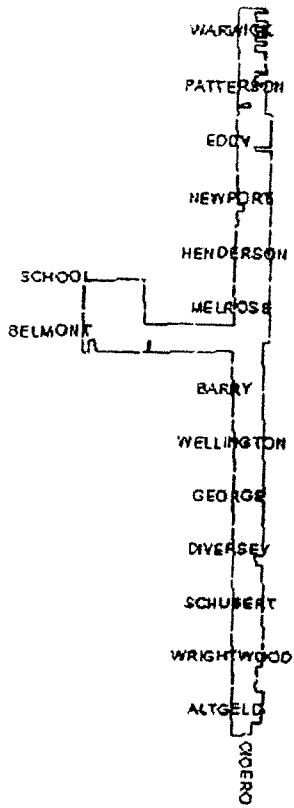 WARWICK
PATTERSON
EDDY
NEWPORT
HENDERSON
SCHOOL
MELROSE
BELMONT
BARRY
WELLINGTON
GEORGE
DIVERSEY
SCHUBERT
WRIGHTWOOD
ALTGELD
CICERO